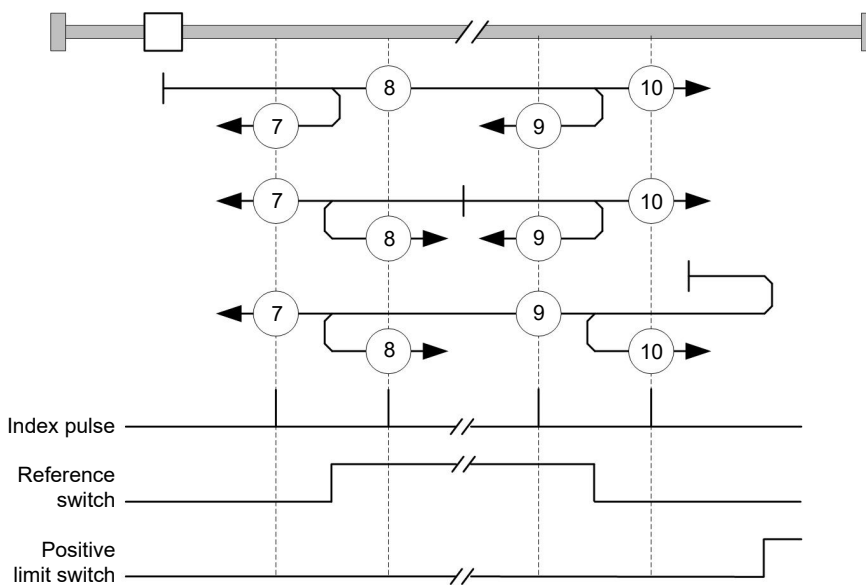 8 10
7 9
7 10
8 9
7 9
8 10
Index pulse
Reference
switch
Positive
limit switch